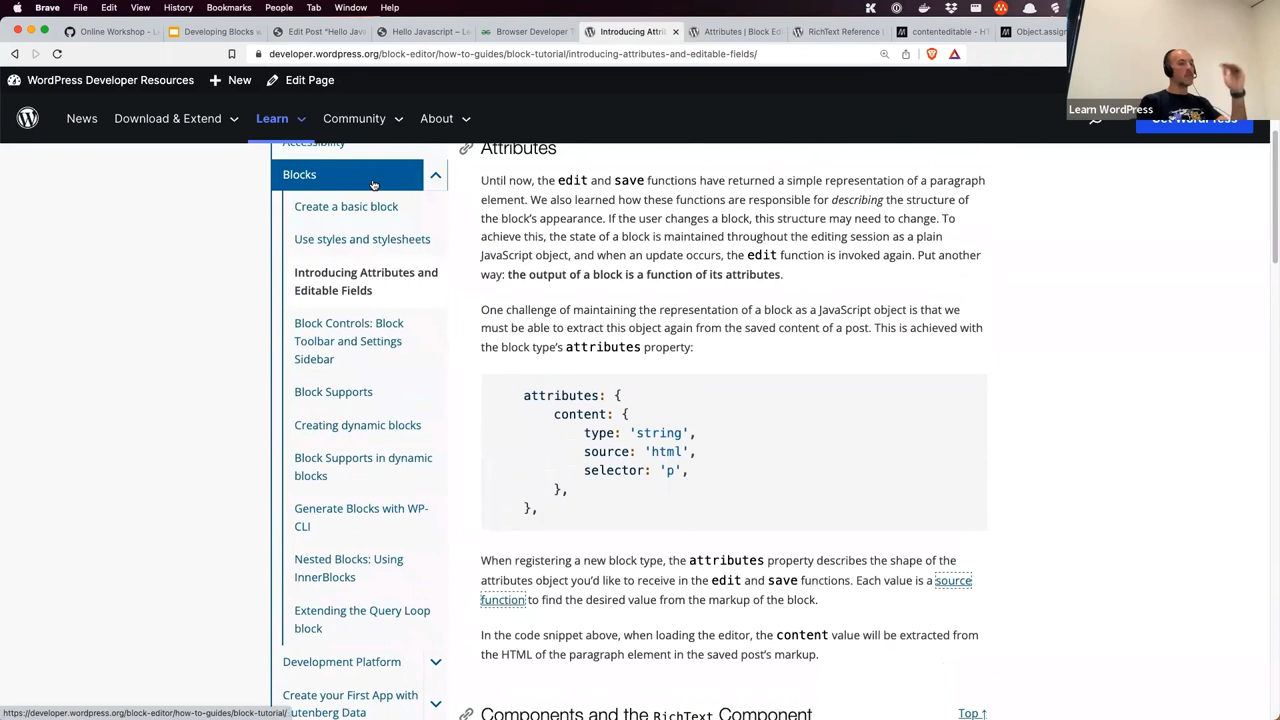 Brave File Edit View History Bookmarks People Tab Window Help
Online Workshop - L
Developing Blocks w
Edit Post "Hello Jav
Hello Javascript – Le
Browser Developer T
Introducing Attri
Attributes | Block Ed
RichText Reference |
contenteditable - HT
Object.assig
developer.wordpress.org/block-editor/how-to-guides/block-tutorial/introducing-attributes-and-editable-fields/
WordPress Developer Resources New Edit Page
Learn WordPress
News Download & Extend Learn Community About
Accessibility
Blocks
Create a basic block
Use styles and stylesheets
Introducing Attributes and
Editable Fields
Block Controls: Block
Toolbar and Settings
Sidebar
Block Supports
Creating dynamic blocks
Block Supports in dynamic
blocks
Generate Blocks with WP-
CLI
Nested Blocks: Using
InnerBlocks
Extending the Query Loop
block
Development Platform
Create your First App with
Gutenberg Data
https://developer.wordpress.org/block-editor/how-to-guides/block-tutorial/
Attributes
Until now, the edit and save functions have returned a simple representation of a paragraph
element. We also learned how these functions are responsible for describing the structure of
the block's appearance. If the user changes a block, this structure may need to change. To
achieve this, the state of a block is maintained throughout the editing session as a plain
JavaScript object, and when an update occurs, the edit function is invoked again. Put another
way: the output of a block is a function of its attributes.
One challenge of maintaining the representation of a block as a JavaScript object is that we
must be able to extract this object again from the saved content of a post. This is achieved with
the block type's attributes property:
attributes: {
content: {
type: 'string',
source: 'html',
selector: 'p',
},
},
When registering a new block type, the attributes property describes the shape of the
attributes object you'd like to receive in the edit and save functions. Each value is a source
function to find the desired value from the markup of the block.
In the code snippet above, when loading the editor, the content value will be extracted from
the HTML of the paragraph element in the saved post's markup.
Components and the RichText Component
Top ↑